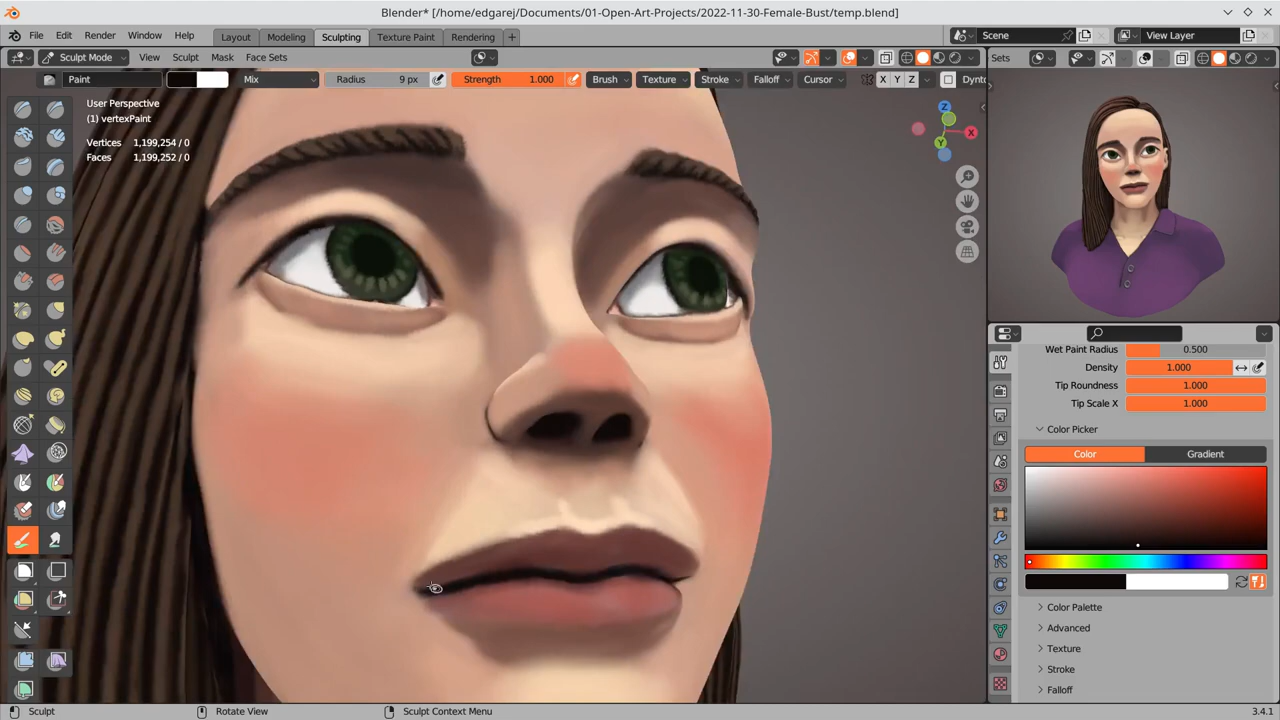 Blender* [/home/edgarej/Documents/01-Open-Art-Projects/2022-11-30-Female-Bust/temp.blend]
File Edit Render Window Help Layout Modeling Sculpting Texture Paint Rendering + Scene View Layer
Sculpt Mode View Sculpt Mask Face Sets Sets
Paint Mix Radius 9 px Strength 1.000 Brush Texture Stroke Falloff Cursor X Y Z Dynto
User Perspective
(1) vertexPaint
Vertices 1,199,254 / 0
Faces 1,199,252 / 0
Z
X
Y
Wet Paint Radius 0.500
Density 1.000
Tip Roundness 1.000
Tip Scale X 1.000
Color Picker
Color Gradient
Color Palette
Advanced
Texture
Stroke
Falloff
Sculpt Rotate View Sculpt Context Menu 3.4.1